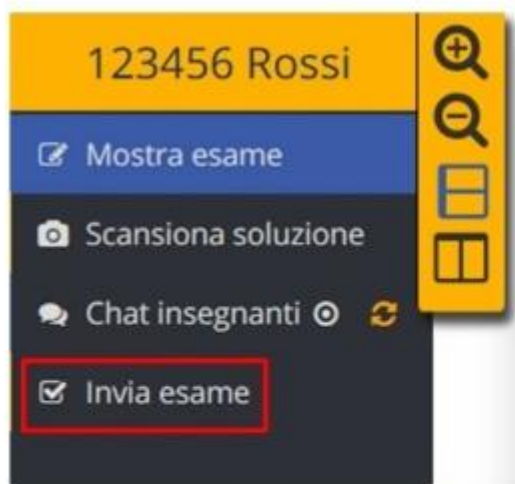 123456 Rossi
Mostra esame
Scansiona soluzione
Chat insegnanti
Invia esame